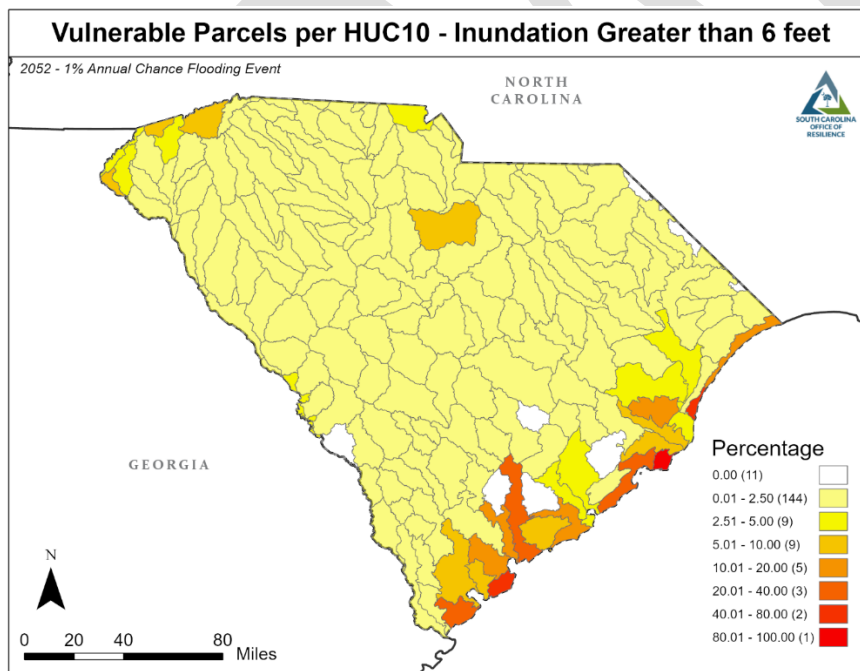 Vulnerable Parcels per HUC10 - Inundation Greater than 6 feet
2052 - 1% Annual Chance Flooding Event
NORTH
CAROLINA
SOUTH CAROLINA
OFFICE OF
RESILIENCE
GEORGIA
Percentage
0.00 (11)
0.01 - 2.50 (144)
2.51 - 5.00 (9)
5.01 - 10.00 (9)
10.01 - 20.00 (5)
20.01 - 40.00 (3)
40.01 - 80.00 (2)
80.01 - 100.00 (1)
N
0 20 40 80
Miles